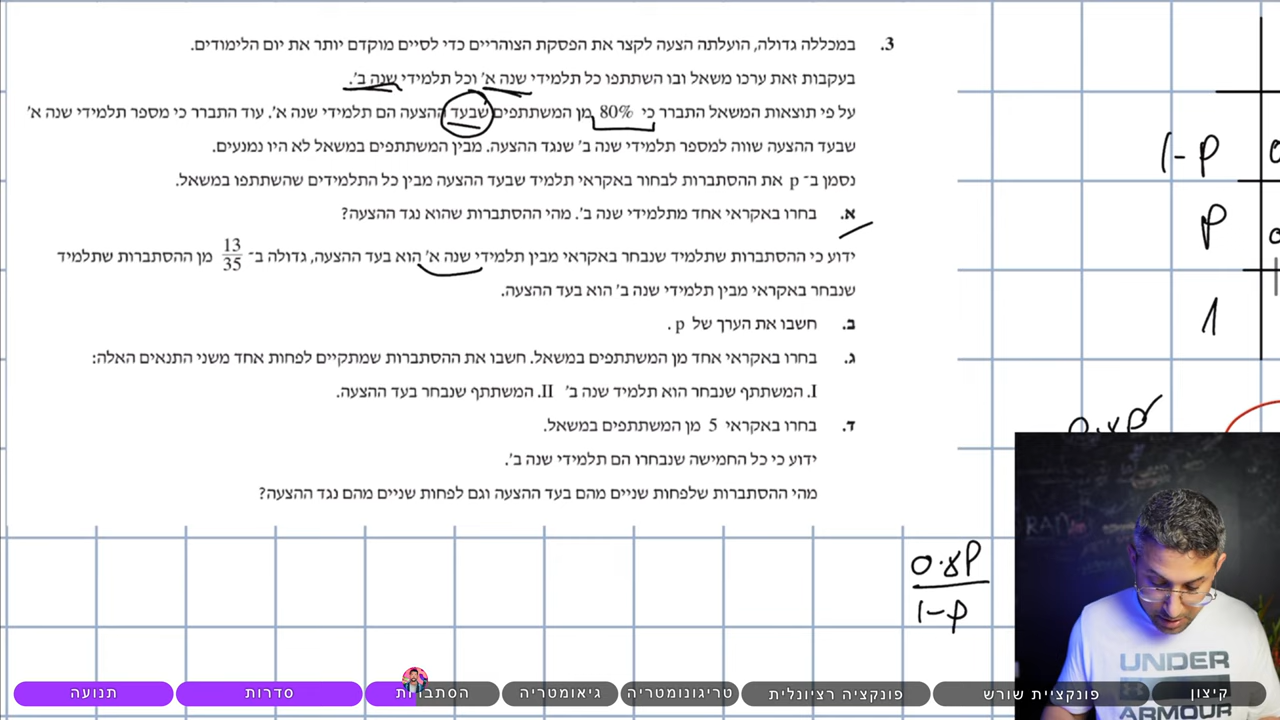 3. במכללה גדולה, הועלתה הצעה לקצר את הפסקת הצוהריים כדי לסיים מוקדם יותר את יום הלימודים.
בעקבות זאת ערכו משאל ובו השתתפו כל תלמידי שנה א' וכל תלמידי שנה ב'.
על פי תוצאות המשאל התברר כי 80% מן המשתתפים שבעד ההצעה הם תלמידי שנה א'. עוד התברר כי מספר תלמידי שנה א'
שבעד ההצעה שווה למספר תלמידי שנה ב' שנגד ההצעה. מבין המשתתפים במשאל לא היו נמנעים.
נסמן ב־ p את ההסתברות לבחור באקראי תלמיד שבעד ההצעה מבין כל התלמידים שהשתתפו במשאל.
א. בחרו באקראי אחד מתלמידי שנה ב'. מהי ההסתברות שהוא נגד ההצעה?
ידוע כי ההסתברות שתלמיד שנבחר באקראי מבין תלמידי שנה א' הוא בעד ההצעה, גדולה ב־ 13/35 מן ההסתברות שתלמיד
שנבחר באקראי מבין תלמידי שנה ב' הוא בעד ההצעה.
ב. חשבו את הערך של p .
ג. בחרו באקראי אחד מן המשתתפים במשאל. חשבו את ההסתברות שמתקיים לפחות אחד משני התנאים האלה:
I. המשתתף שנבחר הוא תלמיד שנה ב' II. המשתתף שנבחר בעד ההצעה.
ד. בחרו באקראי 5 מן המשתתפים במשאל.
ידוע כי כל החמישה שנבחרו הם תלמידי שנה ב'.
מהי ההסתברות שלפחות שניים מהם בעד ההצעה וגם לפחות שניים מהם נגד ההצעה?
1-p
p
1
0.8p
1-p
UNDER
ARMOUR
תנועה
סדרות
הסתברות
גיאומטריה
טריגונומטריה
פונקציה רציונלית
פונקציית שורש
קיצון